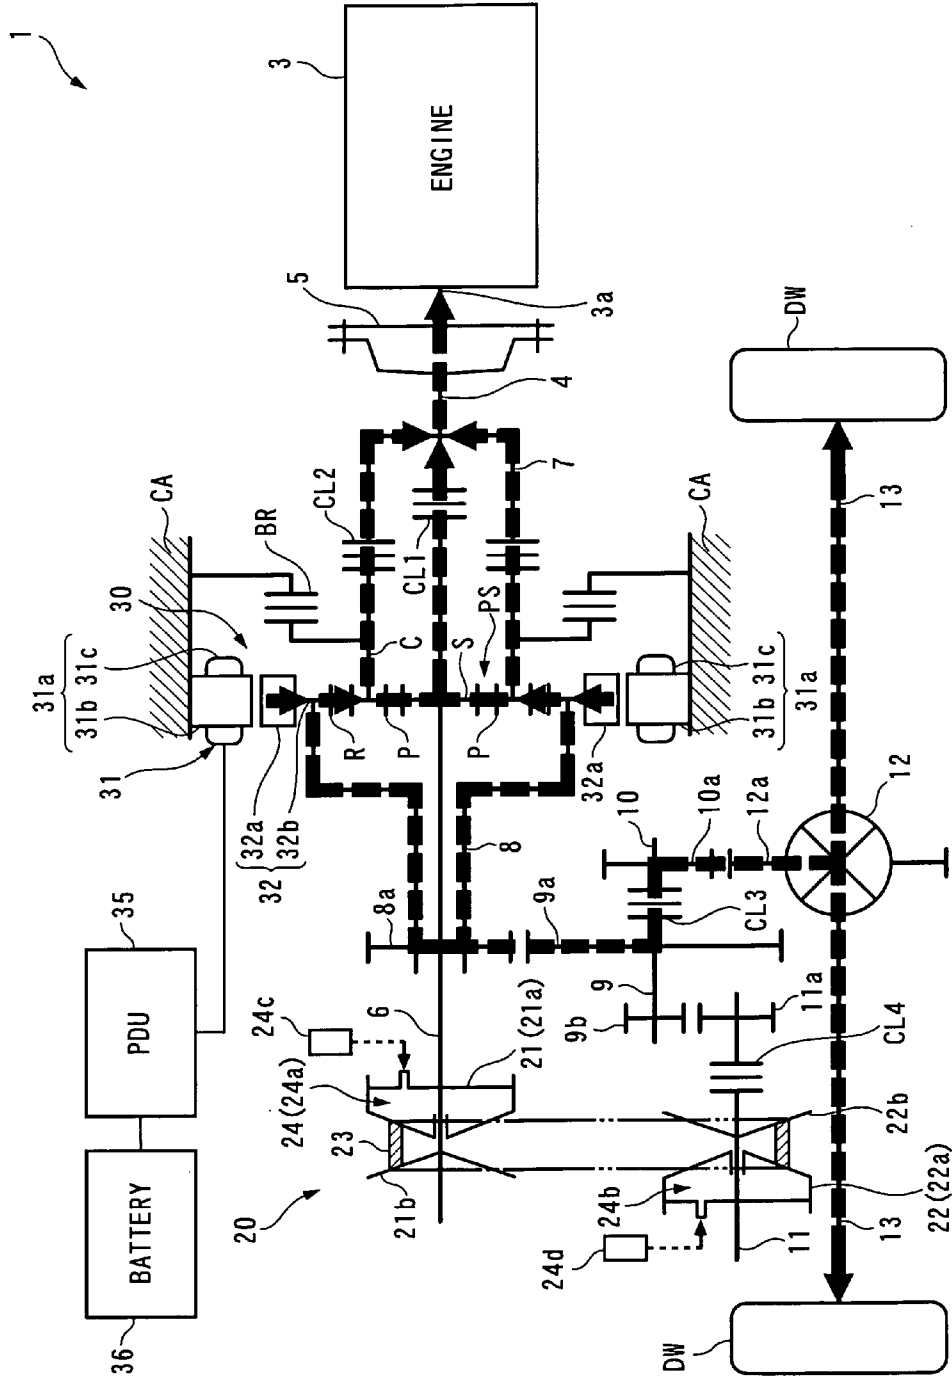 1
3
ENGINE
3a
5
4
7
CL2
CL1
BR
CA
30
31a
31c
31b
31
C
S
PS
R
P
P
CA
31c
31b
31a
32a
32a
32b
32
8
8a
10
10a
12a
12
DW
13
9a
CL3
35
PDU
24c
6
21(21a)
24(24a)
23
9
9b
11a
CL4
22b
BATTERY
36
20
21b
24b
24d
11
13
22(22a)
DW